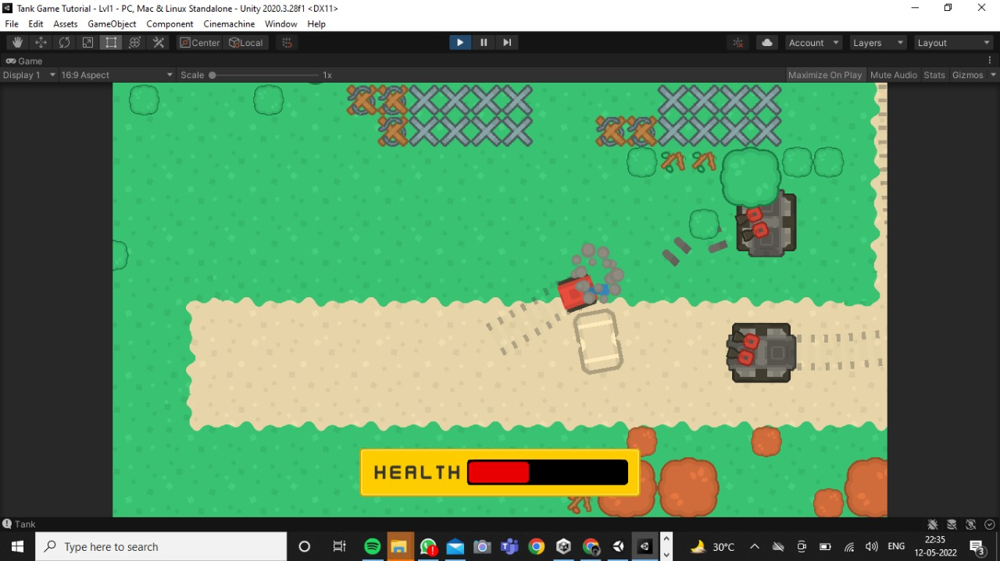 Tank Game Tutorial - Lvl1 - PC, Mac & Linux Standalone - Unity 2020.3.28f1 <DX11>
File Edit Assets GameObject Component Cinemachine Window Help
Center Local Account Layers Layout
Game
Display 1 16:9 Aspect Scale 1x Maximize On Play Mute Audio Stats Gizmos
HEALTH
Tank
Type here to search 30°C ENG 22:35
12-05-2022 3